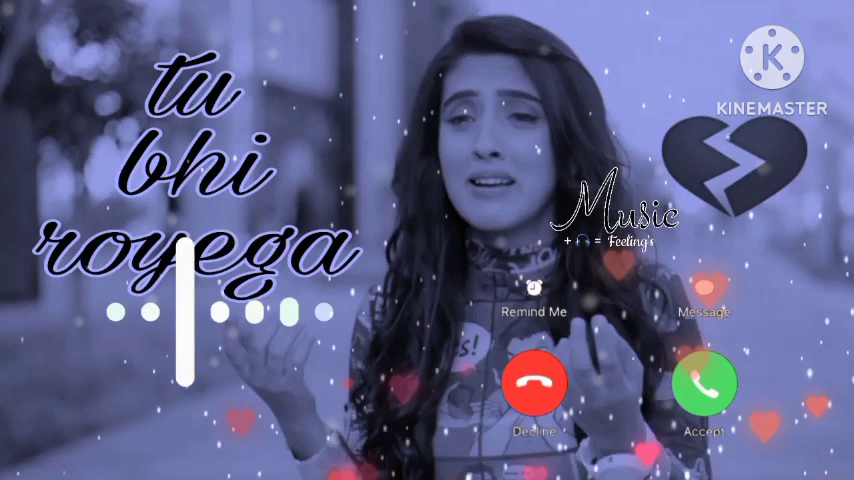 tu
bhi
royega
KINEMASTER
Music
+ 🎧 = Feeling's
s!
Remind Me
Message
Decline
Accept